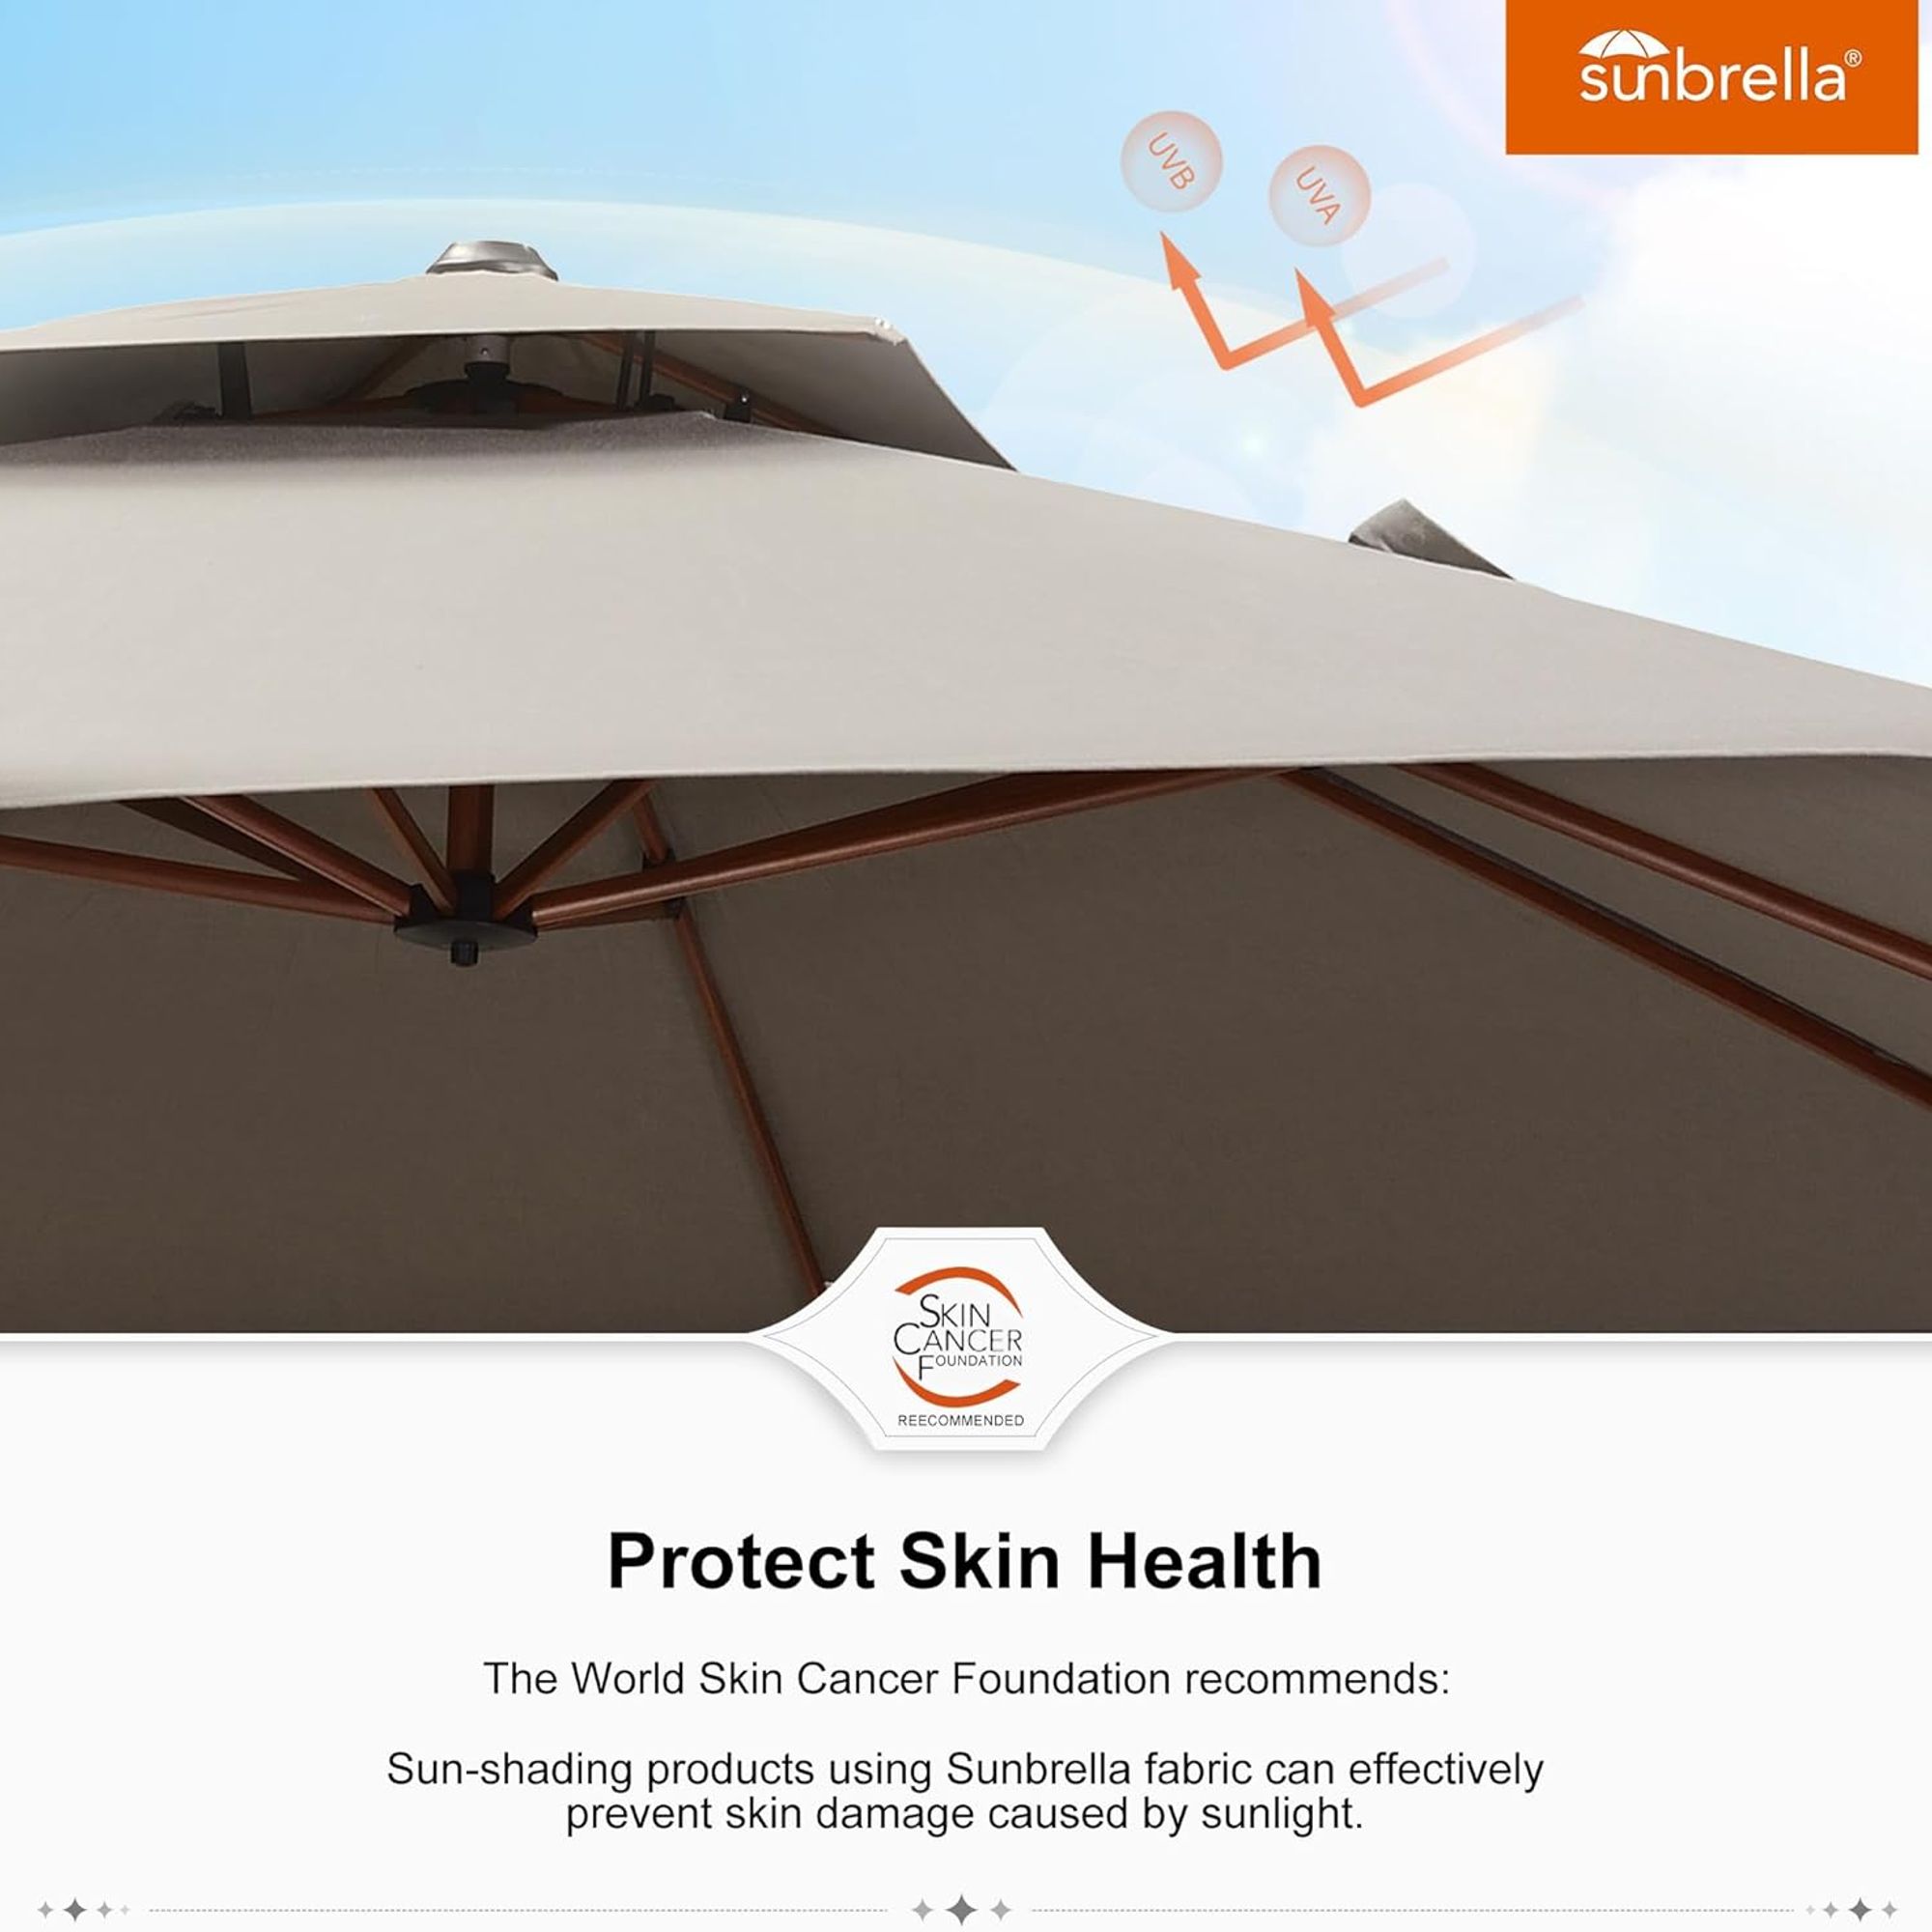 sunbrella®
UVB
UVA
SKIN
CANCER
FOUNDATION
REECOMMENDED
Protect Skin Health
The World Skin Cancer Foundation recommends:
Sun-shading products using Sunbrella fabric can effectively
prevent skin damage caused by sunlight.